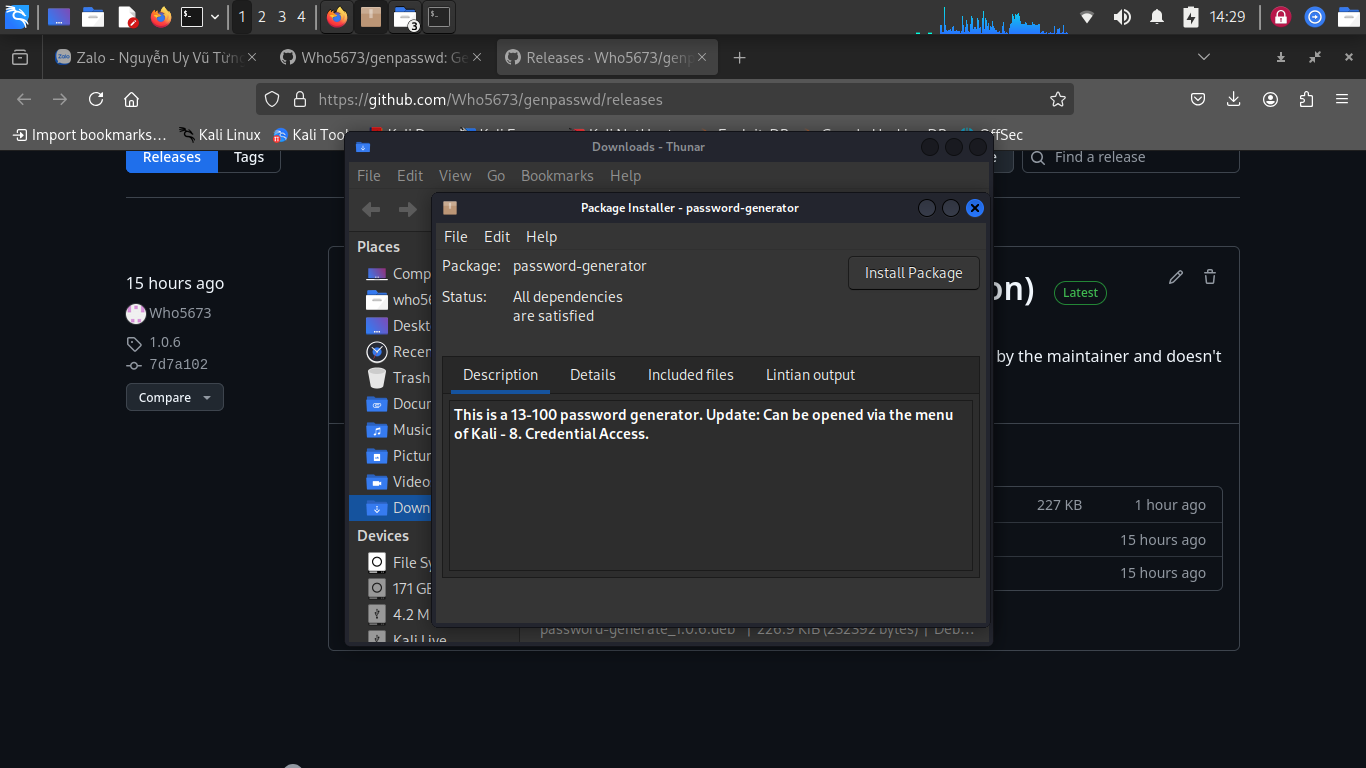 1 2 3 4
3
14:29
Zalo - Nguyễn Uy Vũ Từng
Who5673/genpasswd: Ge
Releases · Who5673/genp
https://github.com/Who5673/genpasswd/releases
Import bookmarks...
Kali Linux
Kali Tool
OffSec
Releases
Tags
Find a release
Downloads - Thunar
File Edit View Go Bookmarks Help
Package Installer - password-generator
File Edit Help
Package: password-generator
Install Package
Status: All dependencies
are satisfied
Description Details Included files Lintian output
This is a 13-100 password generator. Update: Can be opened via the menu
of Kali - 8. Credential Access.
Places
Comp
who56
Deskt
Recen
Trash
Docu
Music
Pictur
Video
Down
Devices
File Sy
171 GE
4.2 M
Kali Live
password-generate_1.0.6.deb | 226.9 KiB (232392 bytes) | Deb...
15 hours ago
Who5673
1.0.6
7d7a102
Compare
on)
Latest
by the maintainer and doesn't
227 KB
1 hour ago
15 hours ago
15 hours ago